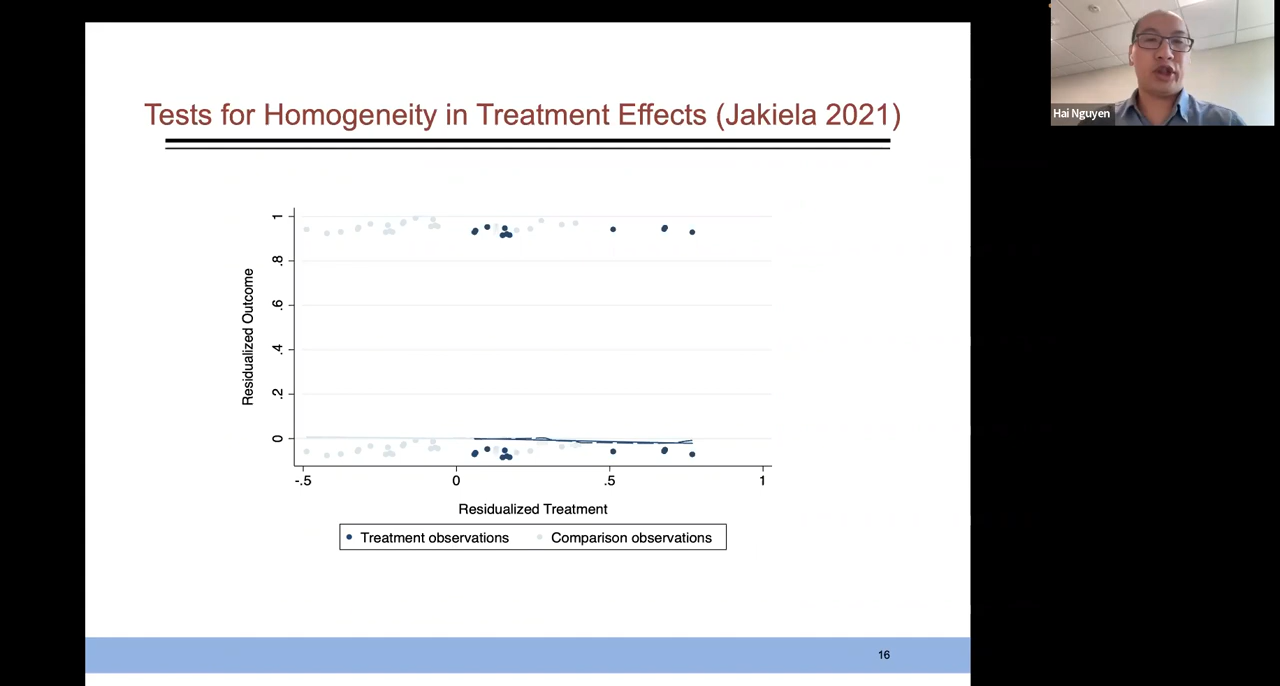 Tests for Homogeneity in Treatment Effects (Jakiela 2021)
Hai Nguyen
Residualized Outcome
1
.8
.6
.4
.2
0
-.5
0
.5
1
Residualized Treatment
Treatment observations
Comparison observations
16